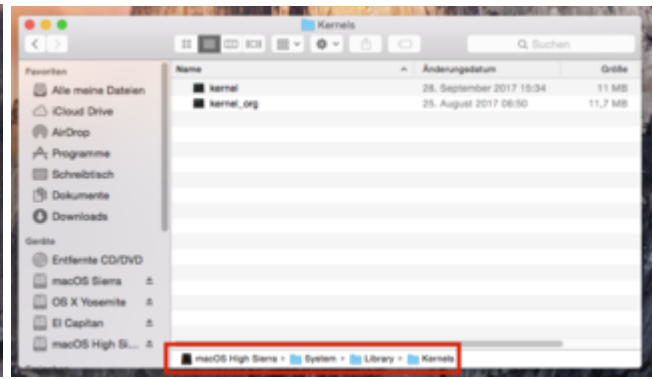 Kernels
Suchen
Favoriten
Alle meine Dateien
iCloud Drive
AirDrop
Programme
Schreibtisch
Dokumente
Downloads
Geräte
Entfernte CD/DVD
macOS Sierra
OS X Yosemite
El Capitan
macOS High Si...
Name Änderungsdatum Größe
kernel 28. September 2017 15:34 11 MB
kernel_org 25. August 2017 06:50 11,7 MB
macOS High Sierra System Library Kernels